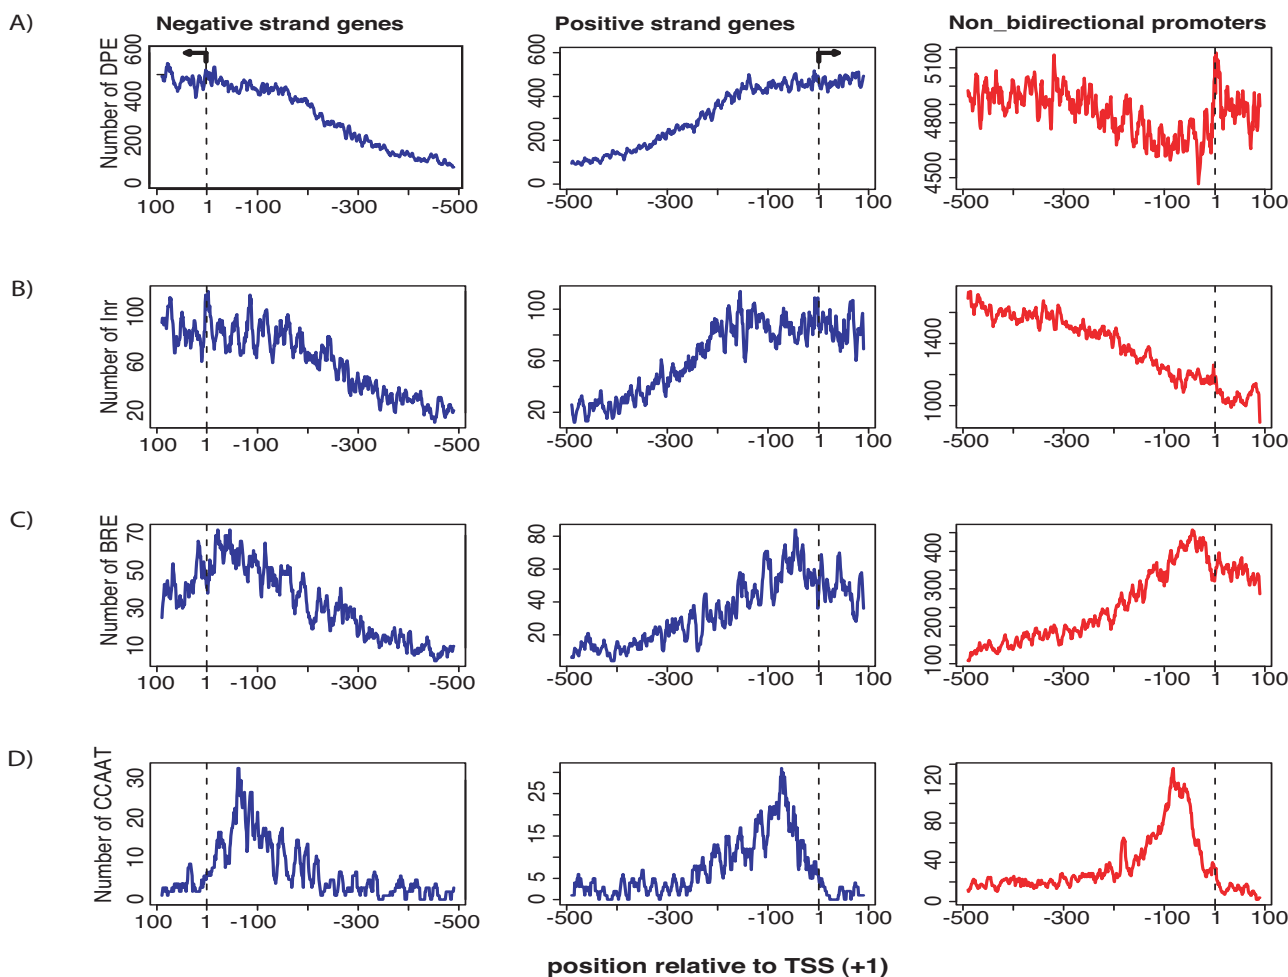 A)
Negative strand genes
Positive strand genes
Non_bidirectional promoters
Number of DPE
0 200 400 600
100 1 -100 -300 -500
0 200 400 600
-500 -300 -100 1 100
4500 4800 5100
-500 -300 -100 1 100
B)
Number of Inr
20 60 100
100 1 -100 -300 -500
20 60 100
-500 -300 -100 1 100
1000 1400
-500 -300 -100 1 100
C)
Number of BRE
10 30 50 70
100 1 -100 -300 -500
20 40 60 80
-500 -300 -100 1 100
100 200 300 400
-500 -300 -100 1 100
D)
Number of CCAAT
0 10 20 30
100 1 -100 -300 -500
0 5 15 25
-500 -300 -100 1 100
0 40 80 120
-500 -300 -100 1 100
position relative to TSS (+1)